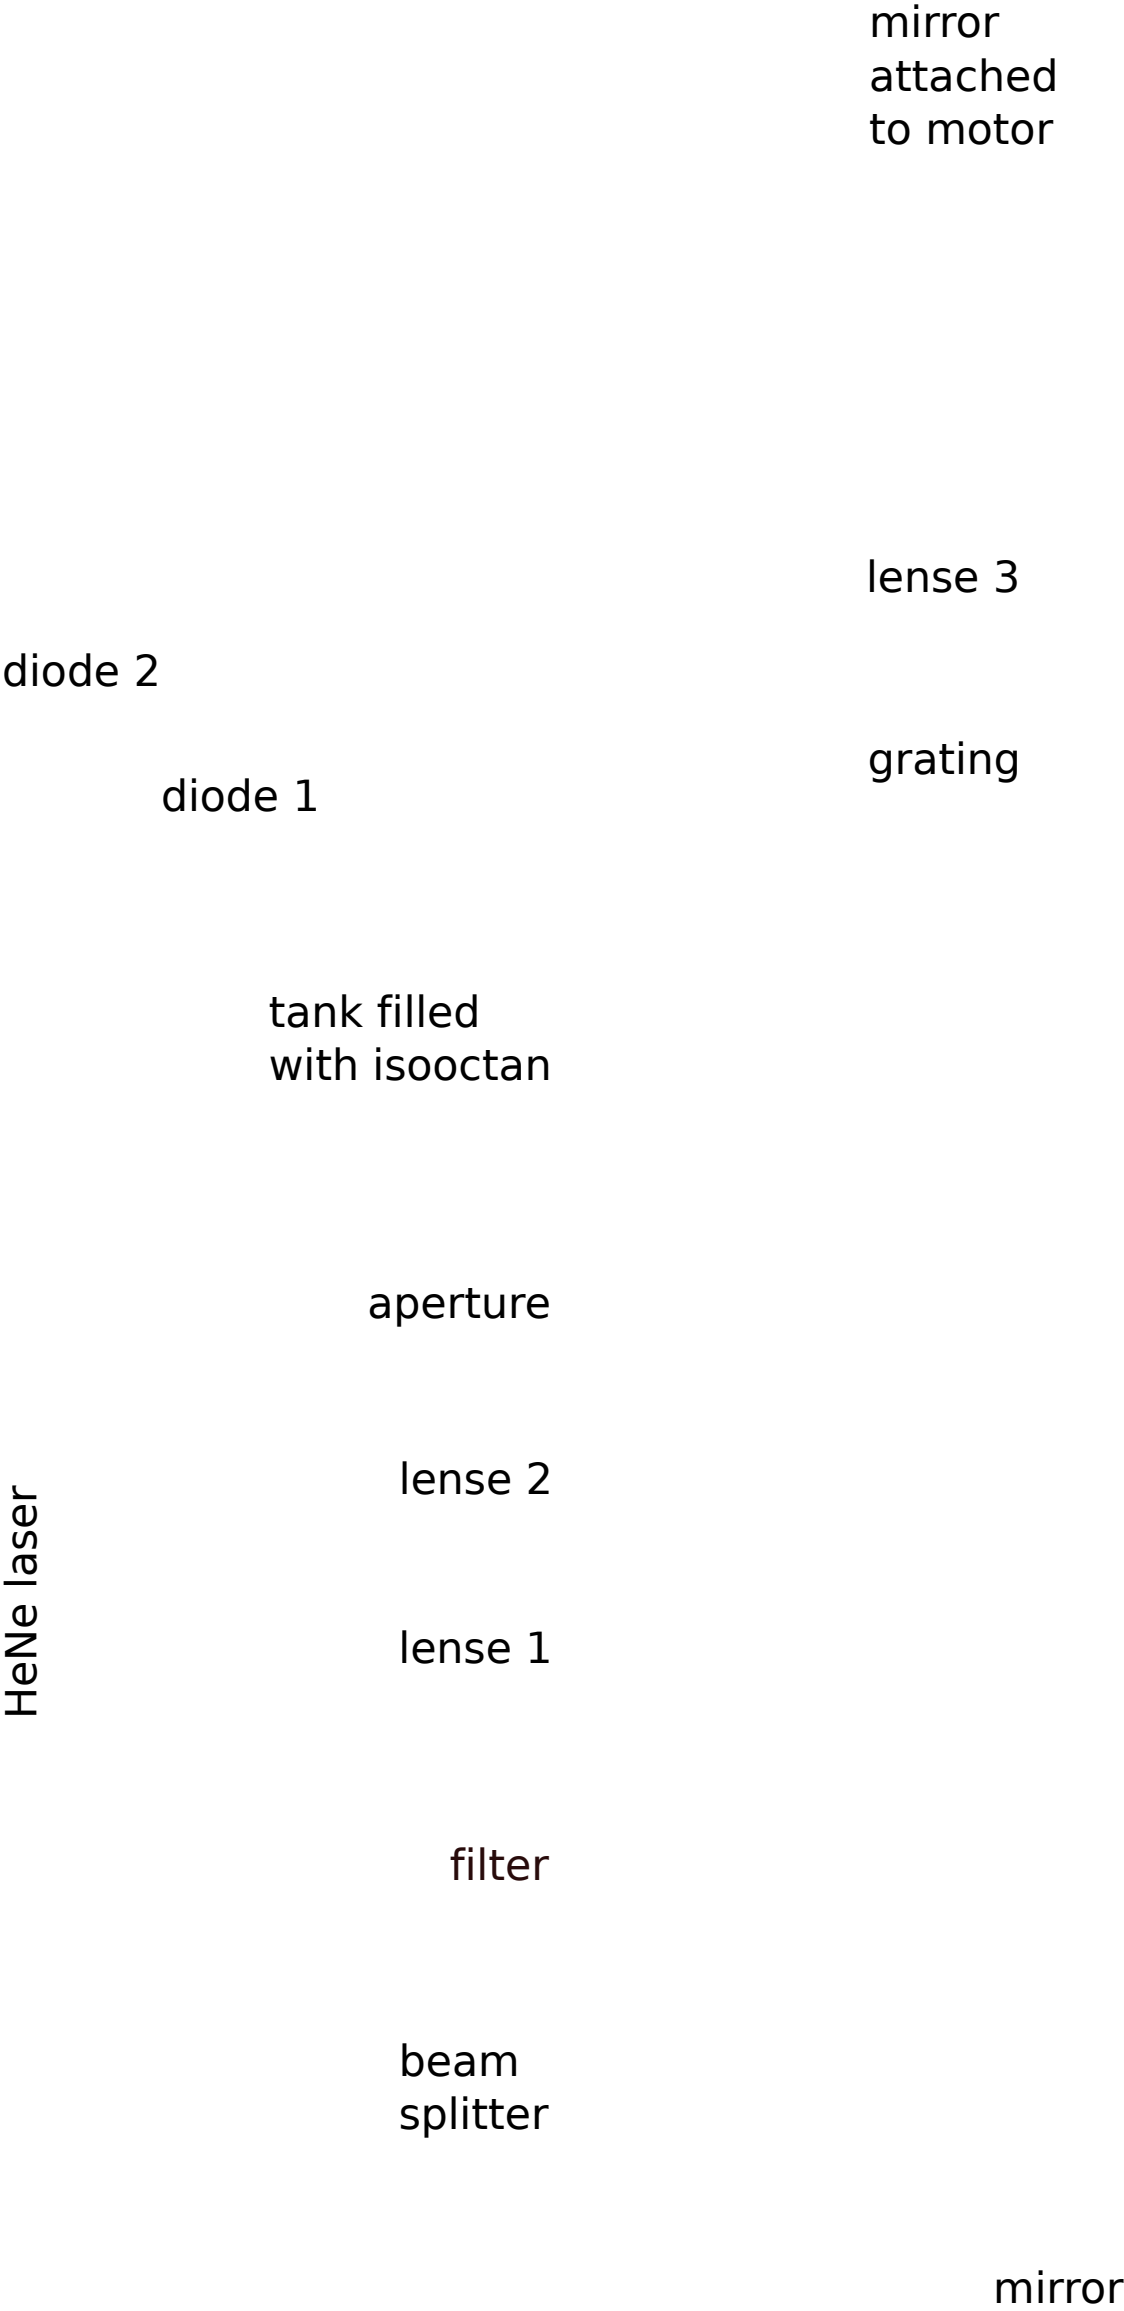 mirror
attached
to motor
lense 3
diode 2
grating
diode 1
tank filled
with isooctan
aperture
lense 2
HeNe laser
lense 1
filter
beam
splitter
mirror